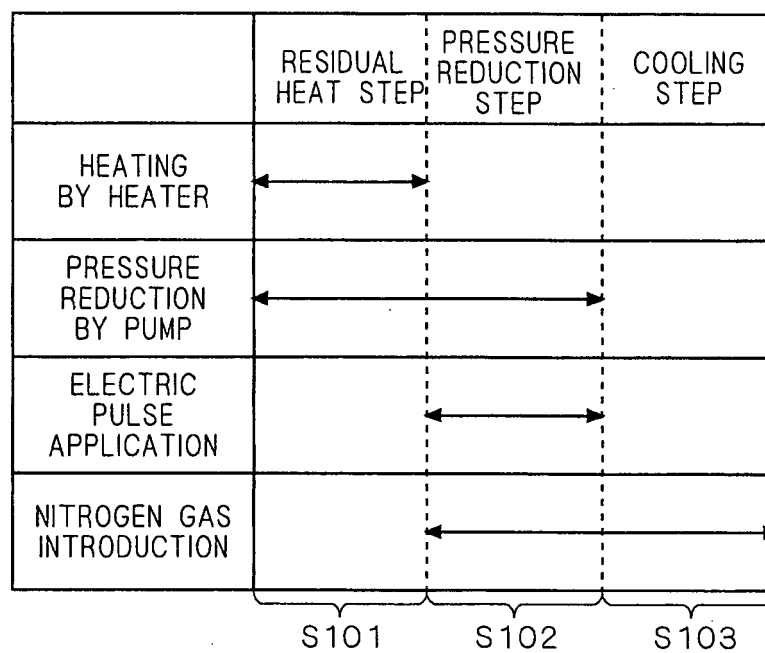 RESIDUAL
HEAT STEP
PRESSURE
REDUCTION
STEP
COOLING
STEP
HEATING
BY HEATER
PRESSURE
REDUCTION
BY PUMP
ELECTRIC
PULSE
APPLICATION
NITROGEN GAS
INTRODUCTION
S101
S102
S103